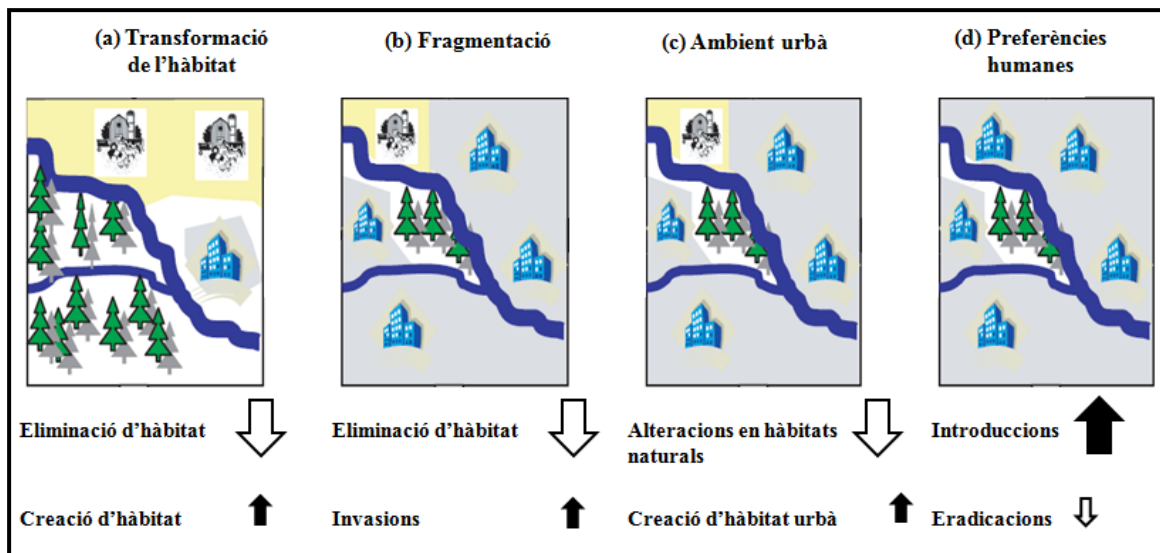 (a) Transformació
de l'hàbitat
(b) Fragmentació
(c) Ambient urbà
(d) Preferències
humanes
Eliminació d'hàbitat
Eliminació d'hàbitat
Alteracions en hàbitats
naturals
Introduccions
Creació d'hàbitat
Invasions
Creació d'hàbitat urbà
Eradicacions